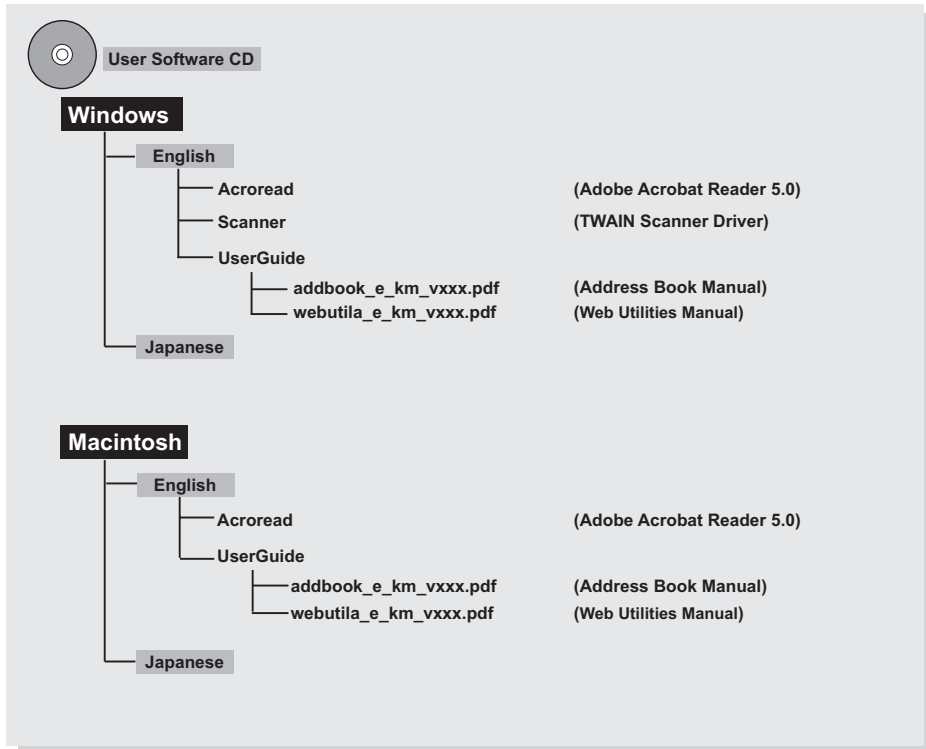 User Software CD
Windows
English
Acroread (Adobe Acrobat Reader 5.0)
Scanner (TWAIN Scanner Driver)
UserGuide
addbook_e_km_vxxx.pdf (Address Book Manual)
webutila_e_km_vxxx.pdf (Web Utilities Manual)
Japanese
Macintosh
English
Acroread (Adobe Acrobat Reader 5.0)
UserGuide
addbook_e_km_vxxx.pdf (Address Book Manual)
webutila_e_km_vxxx.pdf (Web Utilities Manual)
Japanese